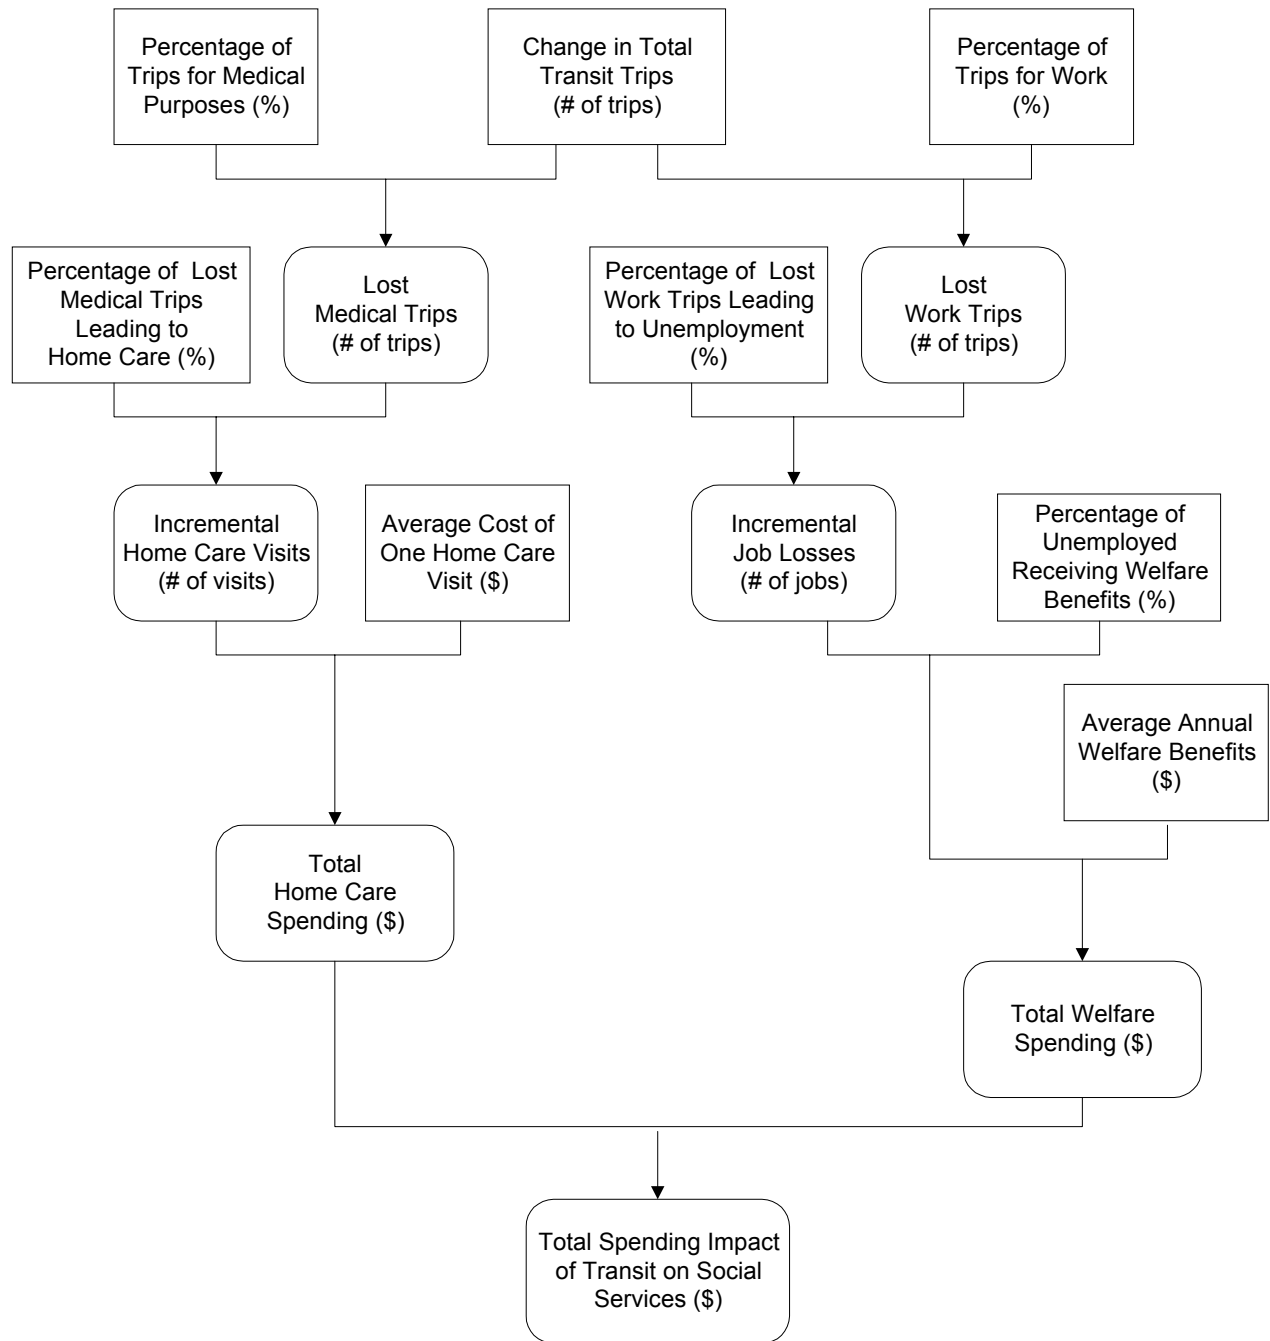 Percentage of
Trips for Medical
Purposes (%)
Change in Total
Transit Trips
(# of trips)
Percentage of
Trips for Work
(%)
Percentage of  Lost
Medical Trips
Leading to
Home Care (%)
Lost
Medical Trips
(# of trips)
Percentage of  Lost
Work Trips Leading
to Unemployment
(%)
Lost
Work Trips
(# of trips)
Incremental
Home Care Visits
(# of visits)
Average Cost of
One Home Care
Visit ($)
Incremental
Job Losses
(# of jobs)
Percentage of
Unemployed
Receiving Welfare
Benefits (%)
Average Annual
Welfare Benefits
($)
Total
Home Care
Spending ($)
Total Welfare
Spending ($)
Total Spending Impact
of Transit on Social
Services ($)